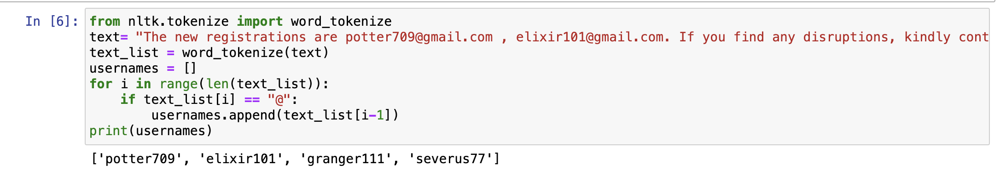 In [6]: from nltk.tokenize import word_tokenize
text= "The new registrations are potter709@gmail.com , elixir101@gmail.com. If you find any disruptions, kindly cont
text_list = word_tokenize(text)
usernames = []
for i in range(len(text_list)):
    if text_list[i] == "@":
        usernames.append(text_list[i-1])
print(usernames)
['potter709', 'elixir101', 'granger111', 'severus77']